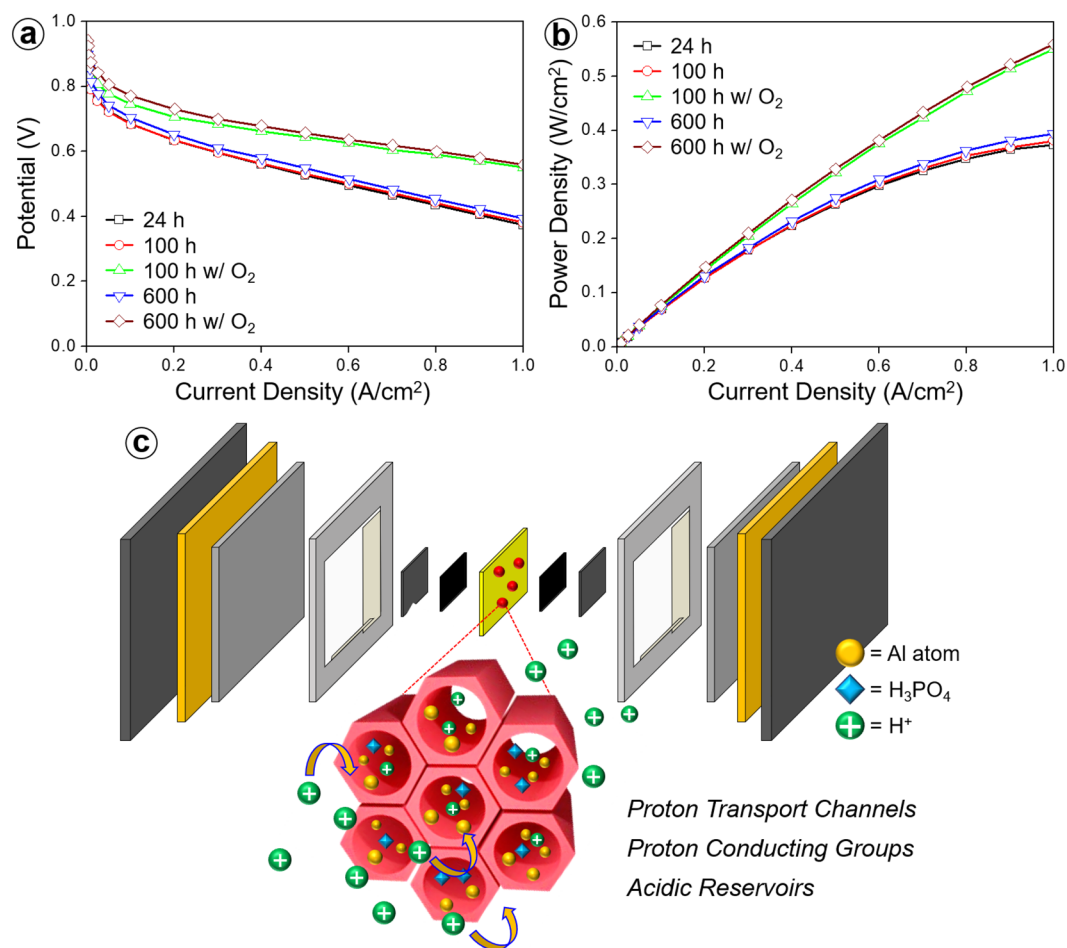 a
1.0
0.8
0.6
0.4
0.2
0.0
Potential (V)
24 h
100 h
100 h w/ O₂
600 h
600 h w/ O₂
0.0 0.2 0.4 0.6 0.8 1.0
Current Density (A/cm²)
b
0.6
0.5
0.4
0.3
0.2
0.1
0.0
Power Density (W/cm²)
24 h
100 h
100 h w/ O₂
600 h
600 h w/ O₂
0.0 0.2 0.4 0.6 0.8 1.0
Current Density (A/cm²)
c
= Al atom
= H₃PO₄
= H⁺
Proton Transport Channels
Proton Conducting Groups
Acidic Reservoirs